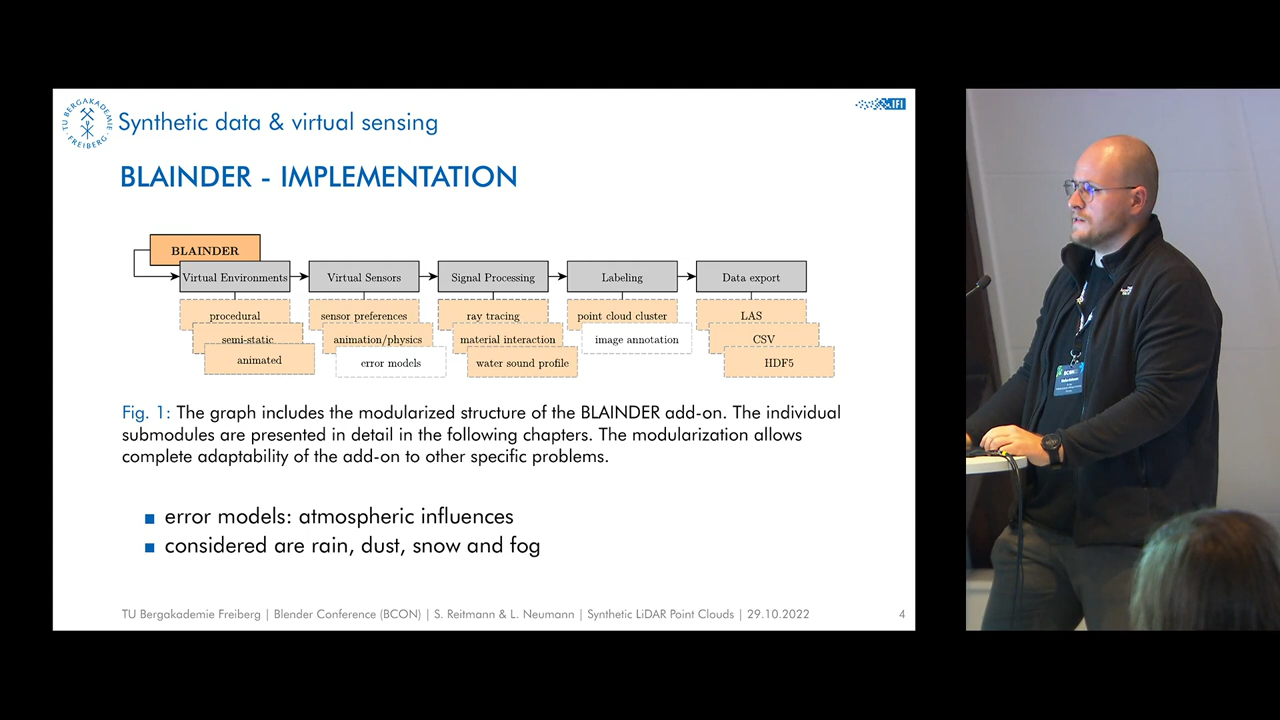 TU BERGAKADEMIE FREIBERG
IFI
Synthetic data & virtual sensing
BLAINDER - IMPLEMENTATION
BLAINDER
Virtual Environments
Virtual Sensors
Signal Processing
Labeling
Data export
procedural
sensor preferences
ray tracing
point cloud cluster
LAS
semi-static
animation/physics
material interaction
image annotation
CSV
animated
error models
water sound profile
HDF5
Fig. 1: The graph includes the modularized structure of the BLAINDER add-on. The individual
submodules are presented in detail in the following chapters. The modularization allows
complete adaptability of the add-on to other specific problems.
error models: atmospheric influences
considered are rain, dust, snow and fog
TU Bergakademie Freiberg | Blender Conference (BCON) | S. Reitmann & L. Neumann | Synthetic LiDAR Point Clouds | 29.10.2022
4